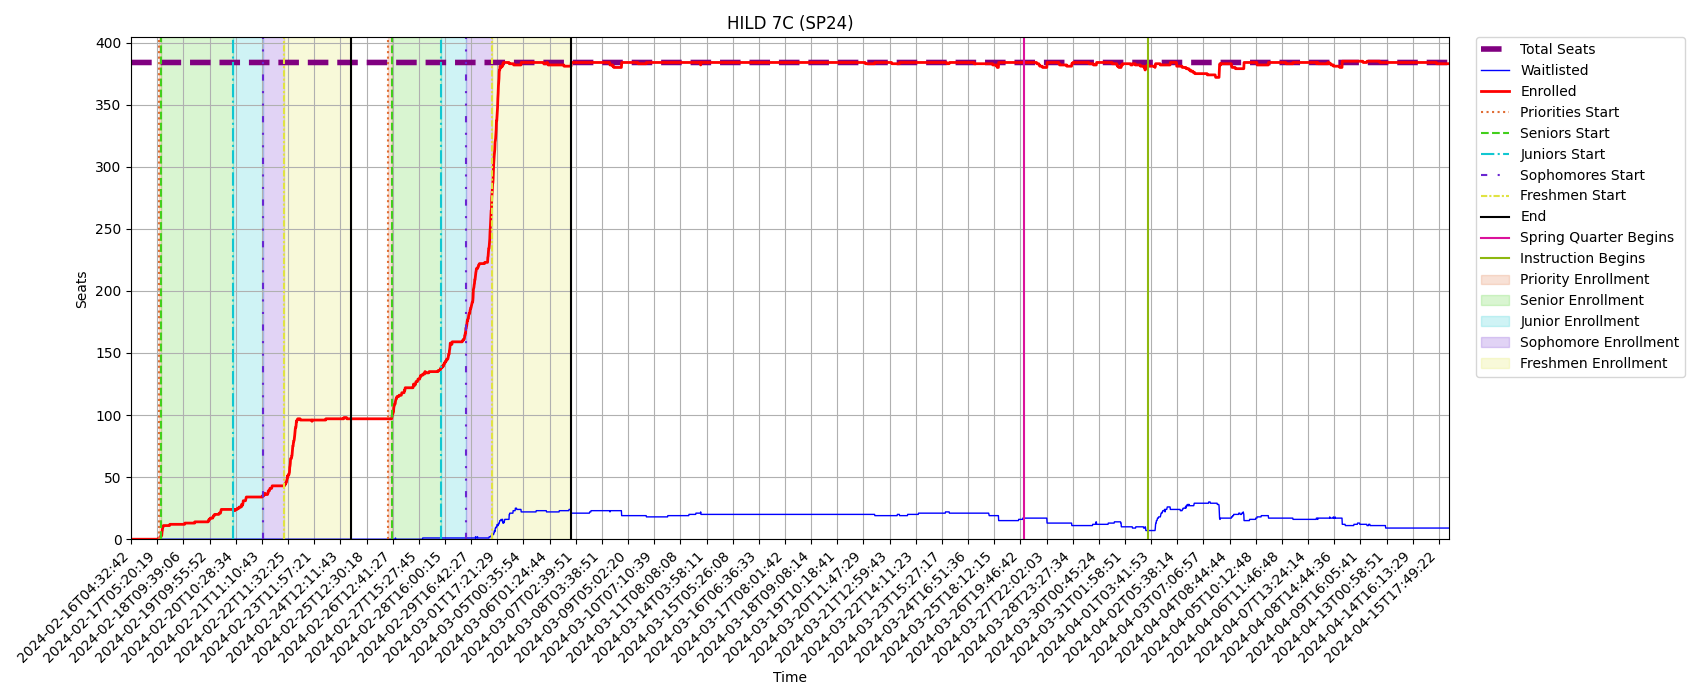 HILD 7C (SP24)
400
350
300
250
200
150
100
50
0
Seats
2024-02-16T04:32:42
2024-02-17T05:20:19
2024-02-18T09:39:06
2024-02-19T09:55:52
2024-02-20T10:28:34
2024-02-21T11:10:43
2024-02-22T11:32:23
2024-02-23T11:57:21
2024-02-24T12:11:43
2024-02-25T12:30:18
2024-02-26T12:41:27
2024-02-27T15:27:45
2024-02-28T16:00:15
2024-02-29T16:42:27
2024-03-01T17:21:29
2024-03-05T00:35:54
2024-03-06T01:24:44
2024-03-07T02:39:51
2024-03-08T03:38:51
2024-03-09T05:02:20
2024-03-10T07:10:39
2024-03-11T08:08:08
2024-03-14T03:58:11
2024-03-15T05:26:08
2024-03-16T06:36:33
2024-03-17T08:01:42
2024-03-18T09:08:14
2024-03-19T10:18:47
2024-03-20T11:47:29
2024-03-21T12:59:43
2024-03-22T14:11:23
2024-03-23T15:27:17
2024-03-24T16:51:36
2024-03-25T18:12:15
2024-03-26T19:46:42
2024-03-27T22:02:03
2024-03-28T23:27:34
2024-03-30T00:45:24
2024-03-31T01:58:51
2024-04-01T03:41:53
2024-04-02T05:38:14
2024-04-03T07:06:57
2024-04-04T08:44:44
2024-04-05T10:12:48
2024-04-06T11:46:48
2024-04-07T13:24:14
2024-04-08T14:44:36
2024-04-09T16:05:41
2024-04-13T00:58:51
2024-04-14T16:13:29
2024-04-15T17:49:22
Time
Total Seats
Waitlisted
Enrolled
Priorities Start
Seniors Start
Juniors Start
Sophomores Start
Freshmen Start
End
Spring Quarter Begins
Instruction Begins
Priority Enrollment
Senior Enrollment
Junior Enrollment
Sophomore Enrollment
Freshmen Enrollment